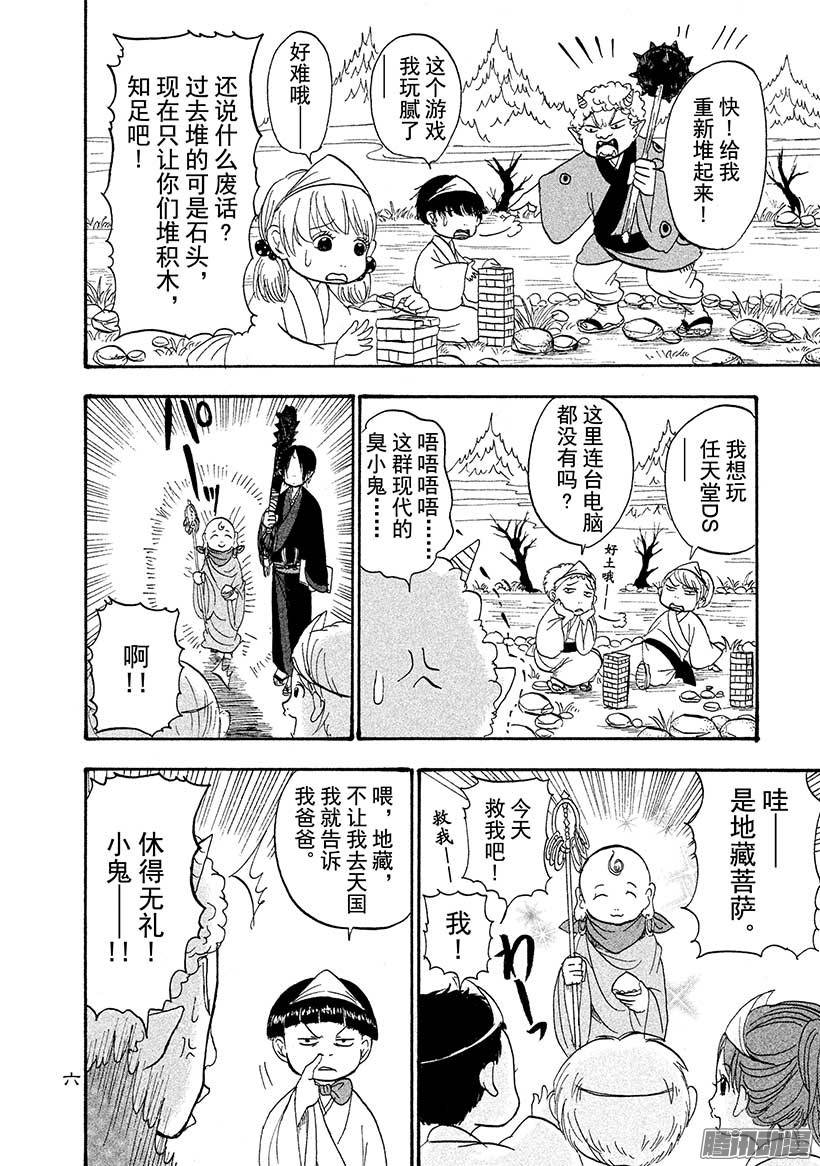 快！给我
重新堆起来！
这个游戏
我玩腻了
——
好难哦——
还说什么废话？
过去堆的可是石头，
现在只让你们堆积木，
知足吧！
我想玩
任天堂DS
——
这里连台电脑
都没有吗？
好土哦——
唔唔唔唔…
这群现代的
臭小鬼……
パパ
啊！！
哇——
是地藏菩萨。
今天
救我吧！
救我——
我！
わっ
喂，地藏，
不让我去天国
我就告诉
我爸爸。
休得无礼！
小鬼——！！
六
腾讯动漫